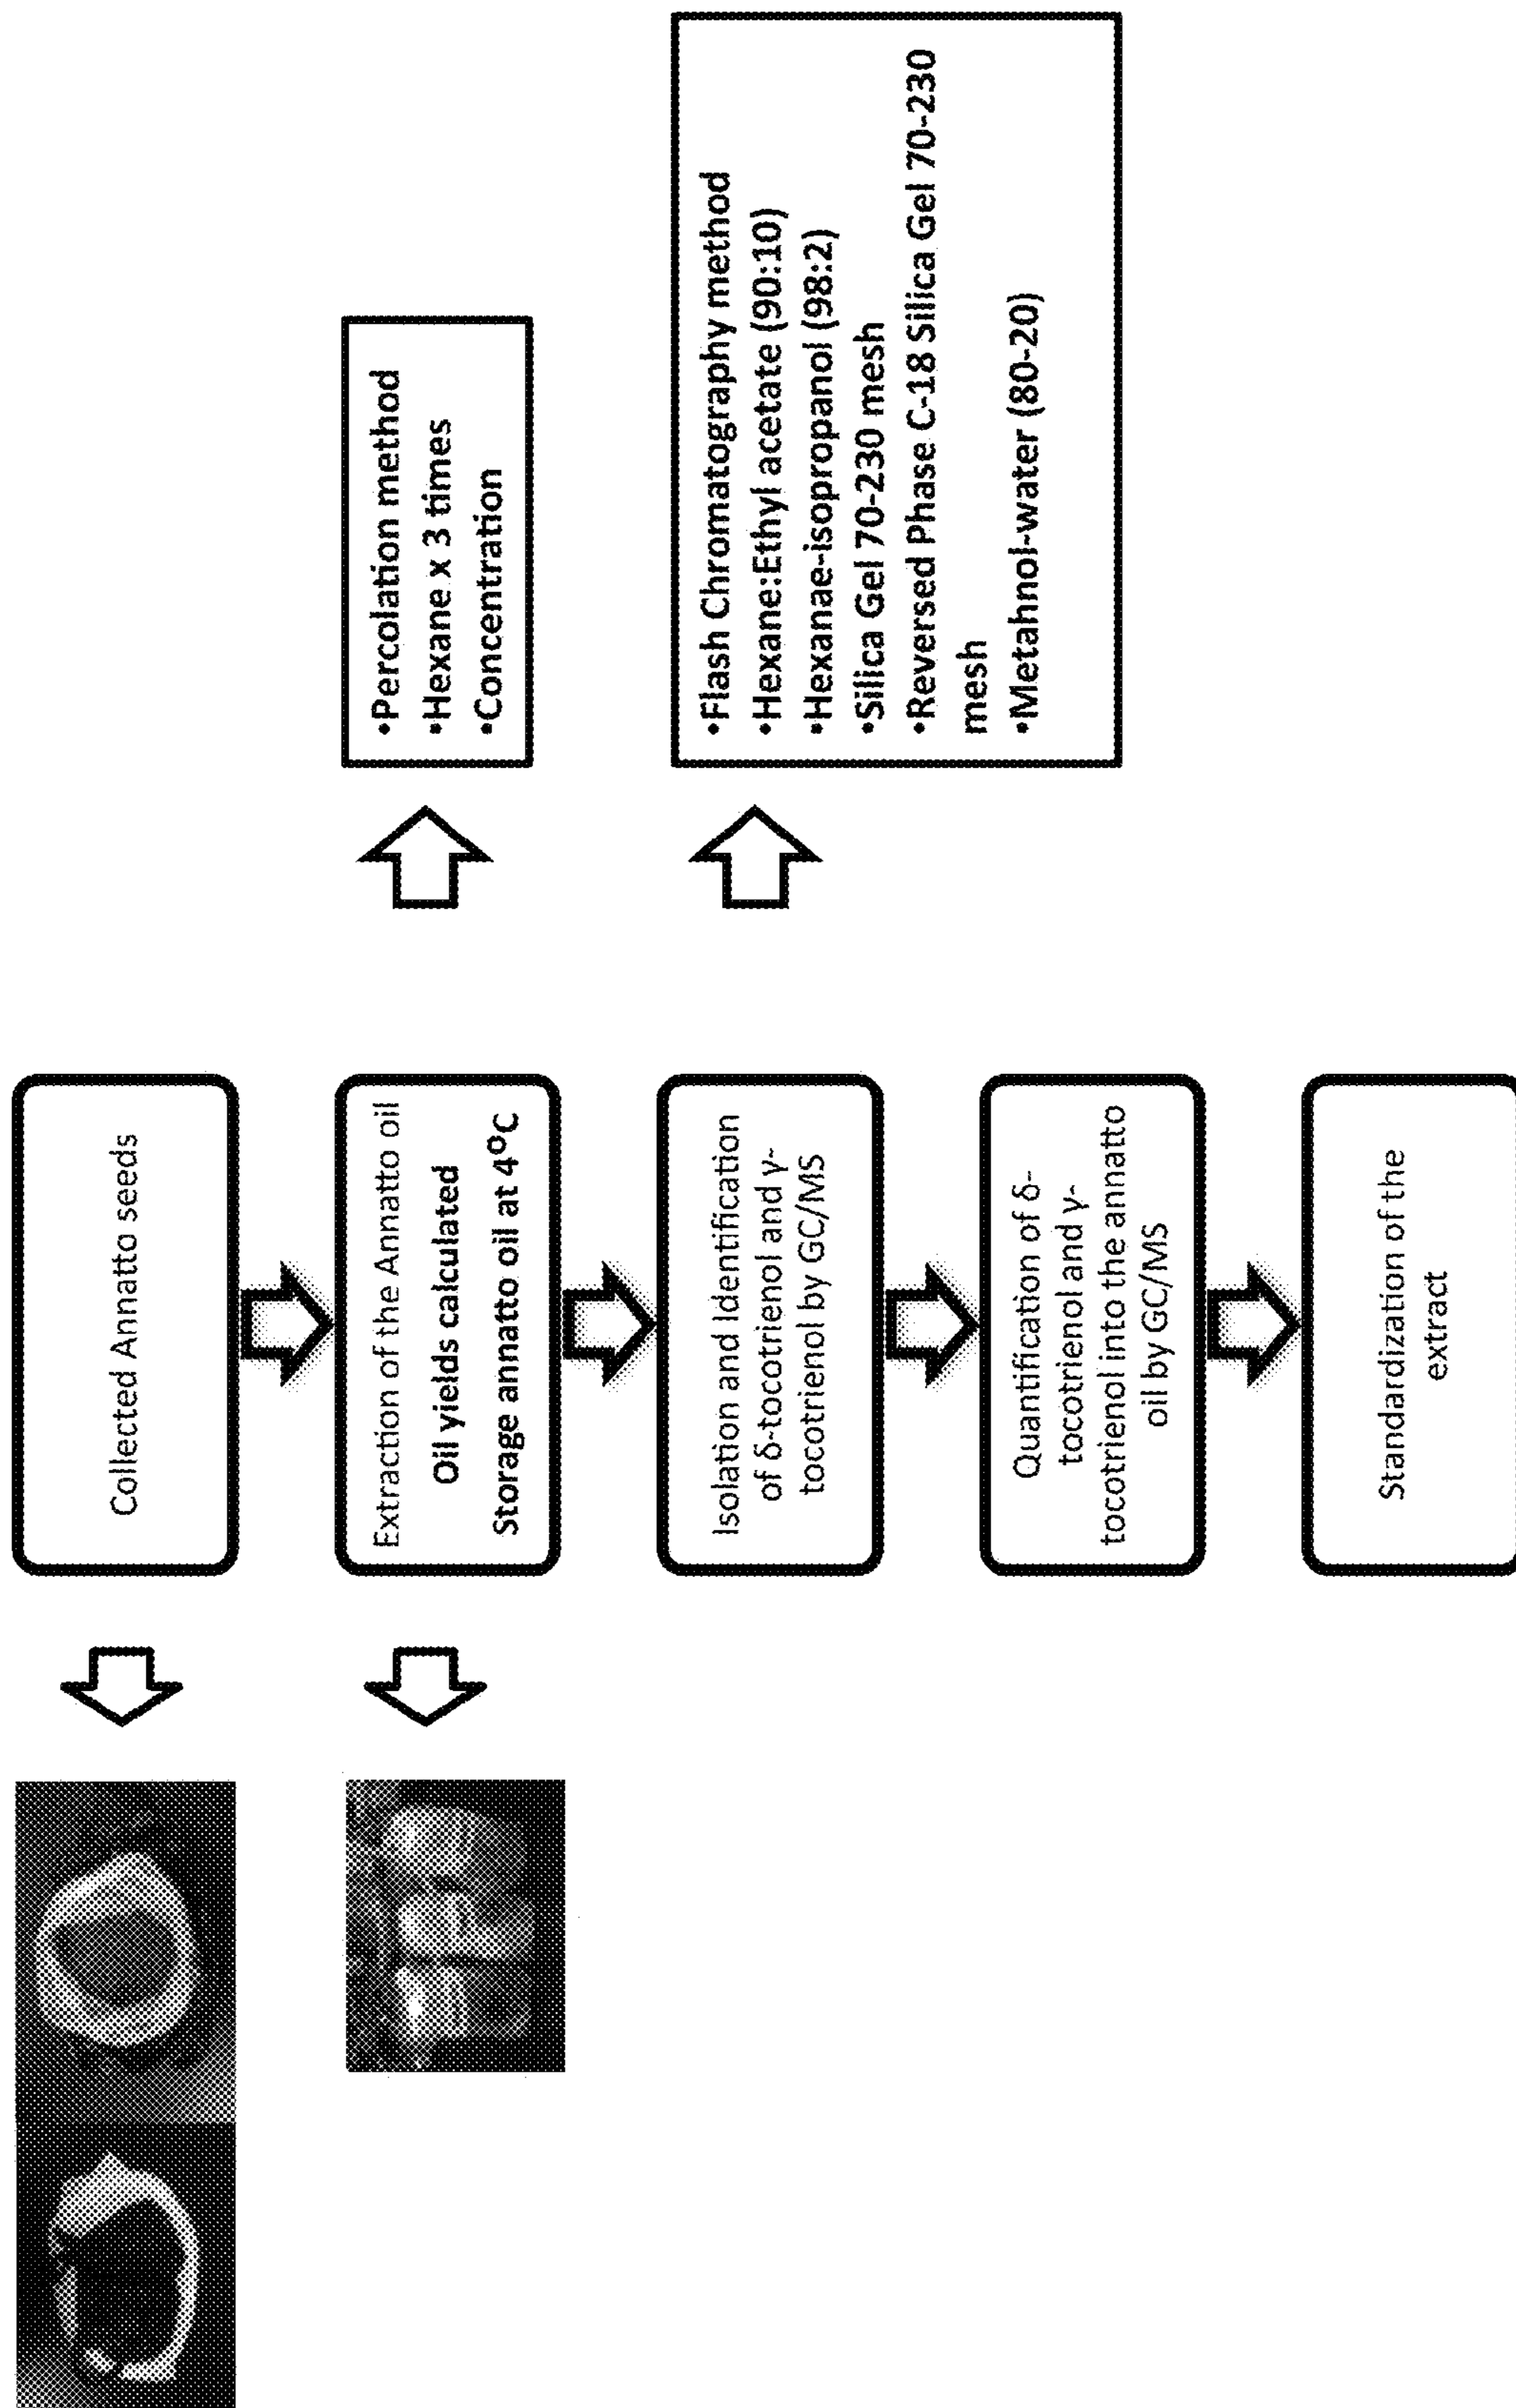 Collected Annatto seeds
Extraction of the Annatto oil
Oil yields calculated
Storage annatto oil at 4ºC
•Percolation method
•Hexane x 3 times
•Concentration
Isolation and Identification
of δ-tocotrienol and γ-
tocotrienol by GC/MS
•Flash Chromatography method
•Hexane:Ethyl acetate (90:10)
•Hexanae-isopropanol (98:2)
•Silica Gel 70-230 mesh
•Reversed Phase C-18 Silica Gel 70-230
mesh
•Metahnol-water (80-20)
Quantification of δ-
tocotrienol and γ-
tocotrienol into the annatto
oil by GC/MS
Standardization of the
extract